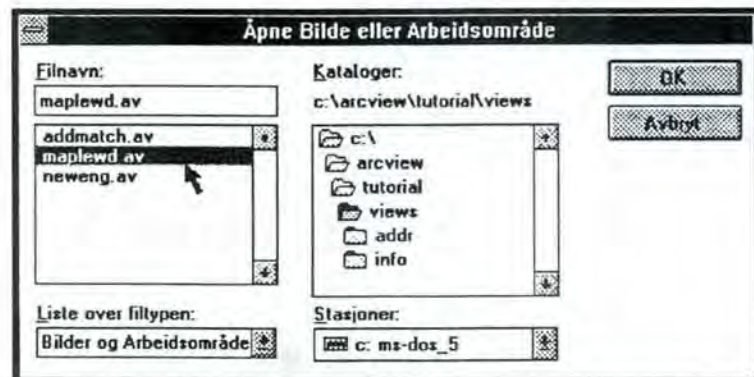 Åpne Bilde eller Arbeidsområde
Filnavn:
maplewd.av
addmatch.av
maplewd.av
neweng.av
Liste over filtypen:
Bilder og Arbeidsområde
Kataloger:
c:\arcview\tutorial\views
c:\
arcview
tutorial
views
addr
info
Stasjoner:
c: ms-dos_5
OK
Avbryt